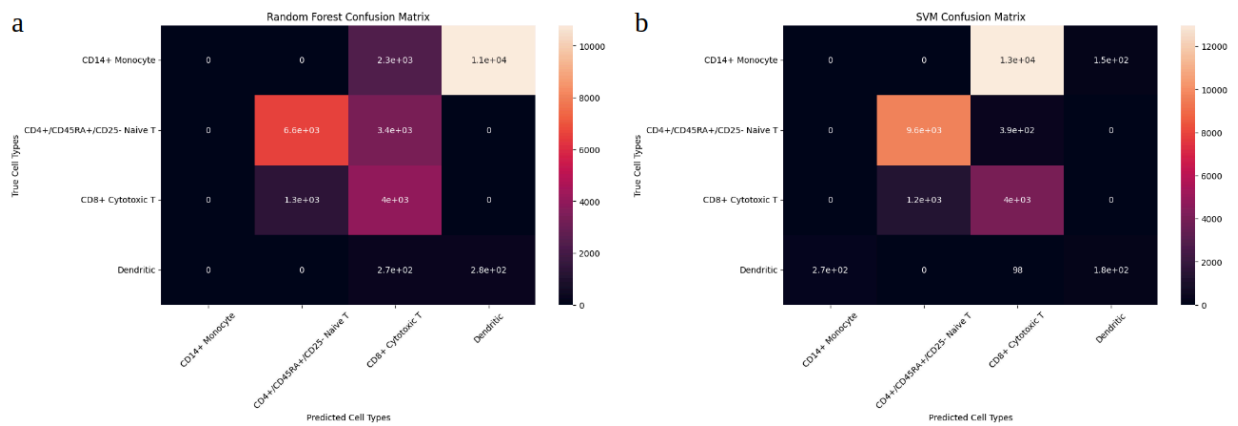 a
Random Forest Confusion Matrix
True Cell Types
CD14+ Monocyte
0
0
2.3e+03
1.1e+04
CD4+/CD45RA+/CD25- Naive T
0
6.6e+03
3.4e+03
0
CD8+ Cytotoxic T
0
1.3e+03
4e+03
0
Dendritic
0
0
2.7e+02
2.8e+02
CD14+ Monocyte
CD4+/CD45RA+/CD25- Naive T
CD8+ Cytotoxic T
Dendritic
Predicted Cell Types
10000
8000
6000
4000
2000
0
b
SVM Confusion Matrix
True Cell Types
CD14+ Monocyte
0
0
1.3e+04
1.5e+02
CD4+/CD45RA+/CD25- Naive T
0
9.6e+03
3.9e+02
0
CD8+ Cytotoxic T
0
1.2e+03
4e+03
0
Dendritic
2.7e+02
0
98
1.8e+02
CD14+ Monocyte
CD4+/CD45RA+/CD25- Naive T
CD8+ Cytotoxic T
Dendritic
Predicted Cell Types
12000
10000
8000
6000
4000
2000
0